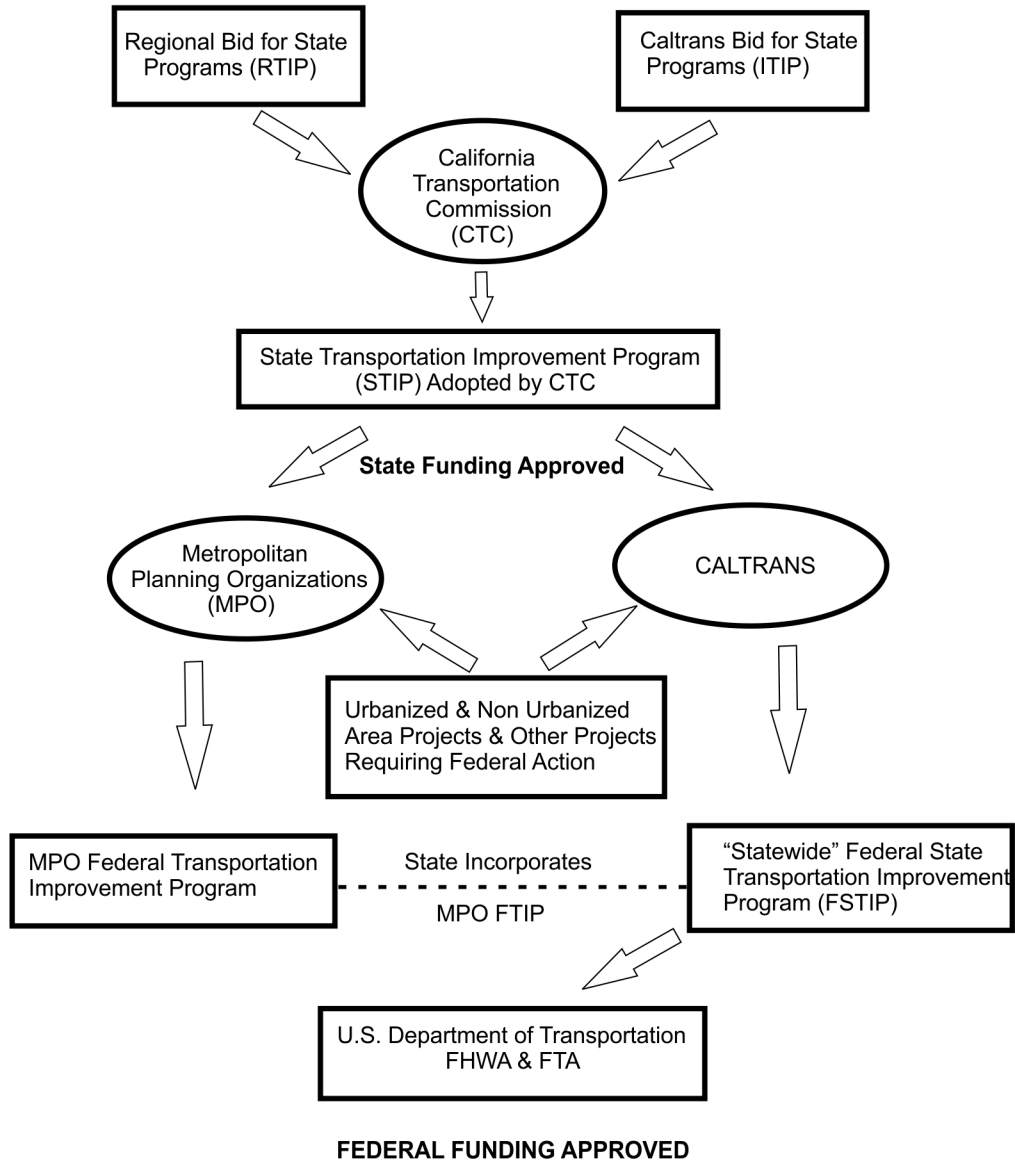 Regional Bid for State
Programs (RTIP)
Caltrans Bid for State
Programs (ITIP)
California
Transportation
Commission
(CTC)
State Transportation Improvement Program
(STIP) Adopted by CTC
State Funding Approved
Metropolitan
Planning Organizations
(MPO)
CALTRANS
Urbanized & Non Urbanized
Area Projects & Other Projects
Requiring Federal Action
MPO Federal Transportation
Improvement Program
State Incorporates
MPO FTIP
“Statewide” Federal State
Transportation Improvement
Program (FSTIP)
U.S. Department of Transportation
FHWA & FTA
FEDERAL FUNDING APPROVED